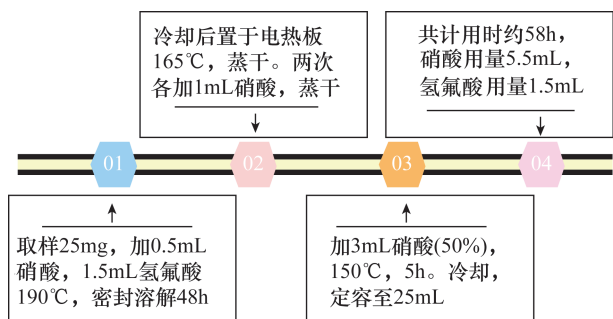 冷却后置于电热板
165℃，蒸干。两次
各加1mL硝酸，蒸干
共计用时约58h，
硝酸用量5.5mL，
氢氟酸用量1.5mL
01
02
03
04
取样25mg，加0.5mL
硝酸，1.5mL氢氟酸
190℃，密封溶解48h
加3mL硝酸(50%)，
150℃，5h。冷却，
定容至25mL